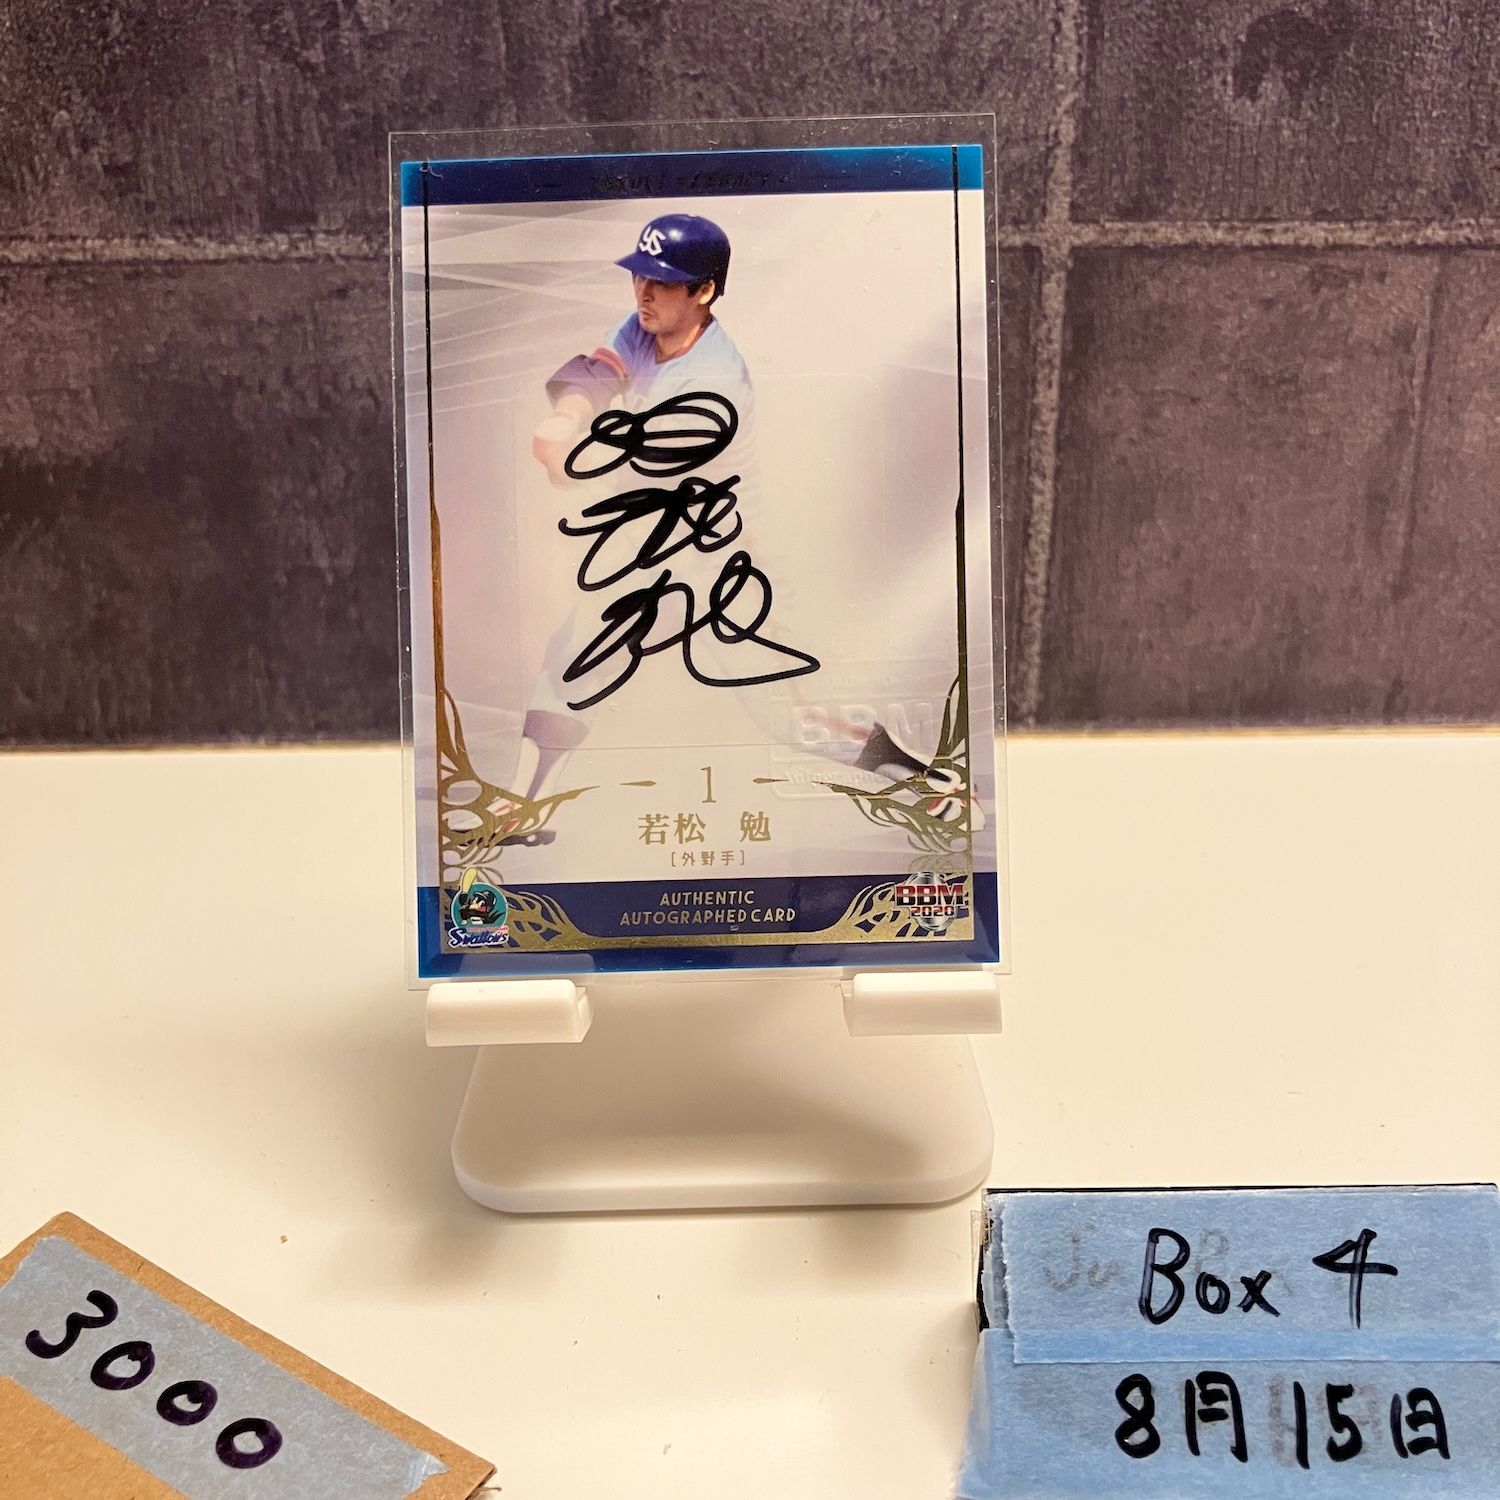 YS
BBM
1
若松 勉
[外野手]
AUTHENTIC
AUTOGRAPHED CARD
Swallows
BBM
2020
3000
Box 4
8月15日